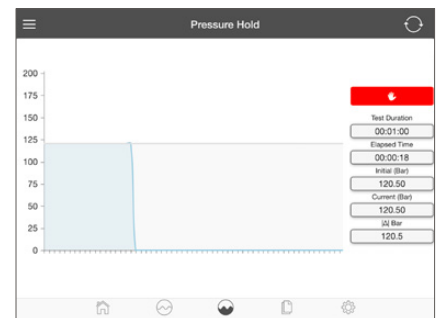 Pressure Hold
200
175
150
125
100
75
50
25
0
Test Duration
00:01:00
Elapsed Time
00:00:18
Initial (Bar)
120.50
Current (Bar)
120.50
|Δ| Bar
120.5